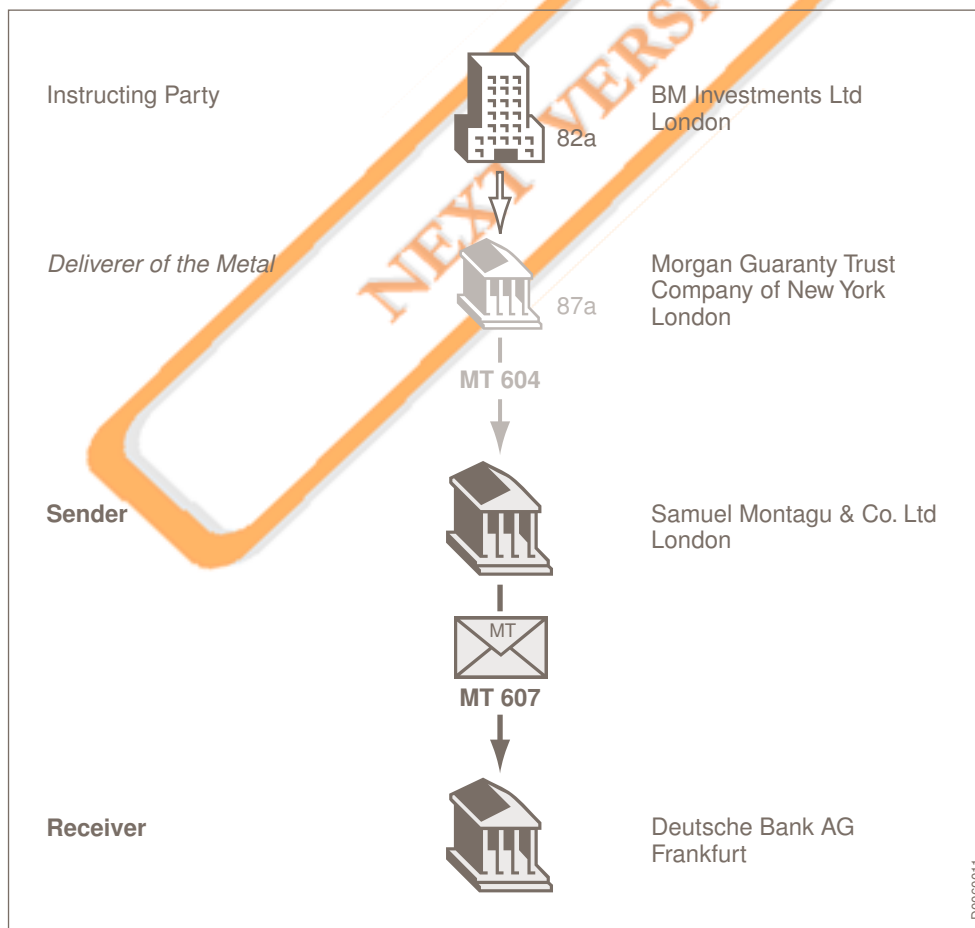 Instructing Party
BM Investments Ltd
London
82a
Deliverer of the Metal
Morgan Guaranty Trust
Company of New York
London
87a
MT 604
Sender
Samuel Montagu & Co. Ltd
London
MT
MT 607
Receiver
Deutsche Bank AG
Frankfurt
NEXT